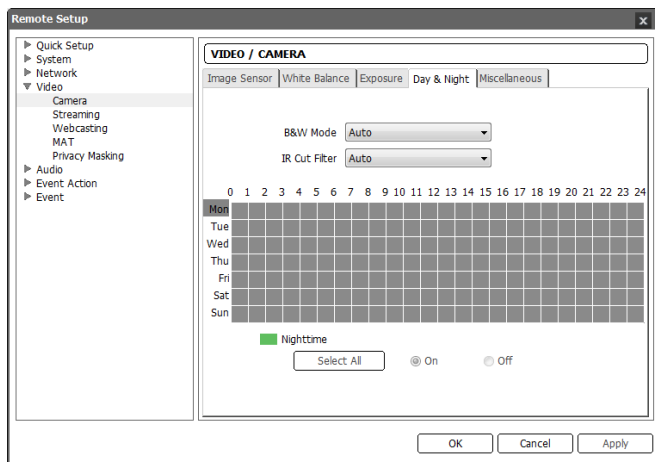 Remote Setup
x
Quick Setup
System
Network
Video
Camera
Streaming
Webcasting
MAT
Privacy Masking
Audio
Event Action
Event
VIDEO / CAMERA
Image Sensor White Balance Exposure Day & Night Miscellaneous
B&W Mode Auto
IR Cut Filter Auto
0 1 2 3 4 5 6 7 8 9 10 11 12 13 14 15 16 17 18 19 20 21 22 23 24
Mon
Tue
Wed
Thu
Fri
Sat
Sun
Nighttime
Select All On Off
OK Cancel Apply